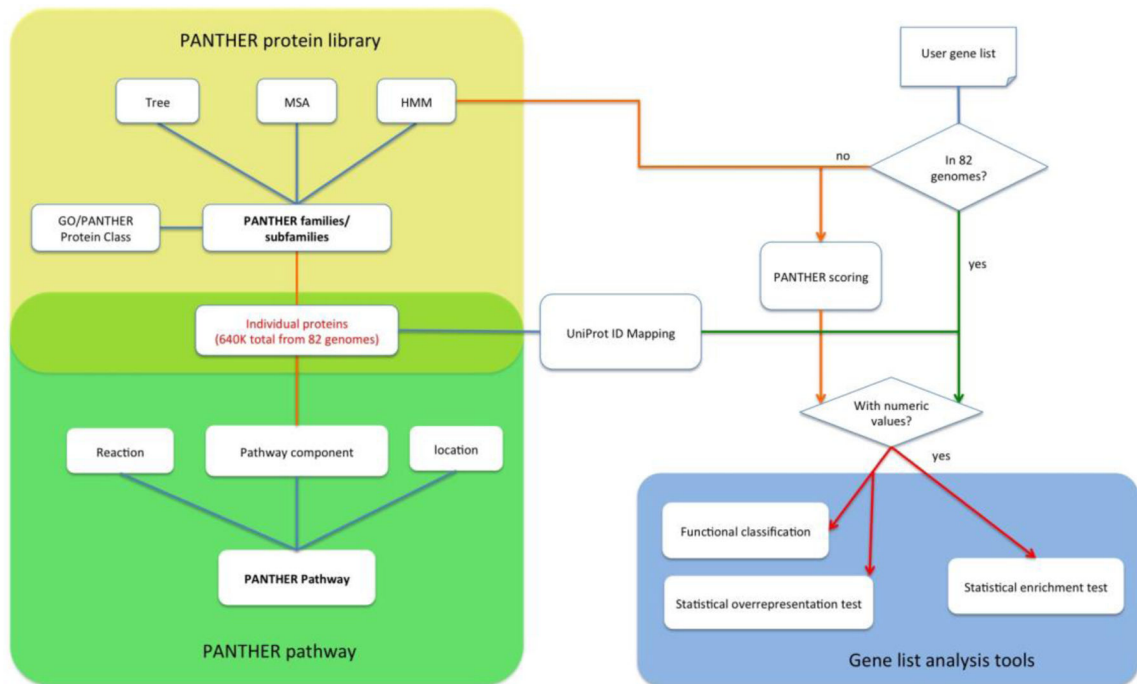 PANTHER protein library
Tree
MSA
HMM
GO/PANTHER
Protein Class
PANTHER families/
subfamilies
Individual proteins
(640K total from 82 genomes)
Reaction
Pathway component
location
PANTHER Pathway
PANTHER pathway
UniProt ID Mapping
User gene list
In 82
genomes?
no
yes
PANTHER scoring
With numeric
values?
yes
Functional classification
Statistical overrepresentation test
Statistical enrichment test
Gene list analysis tools